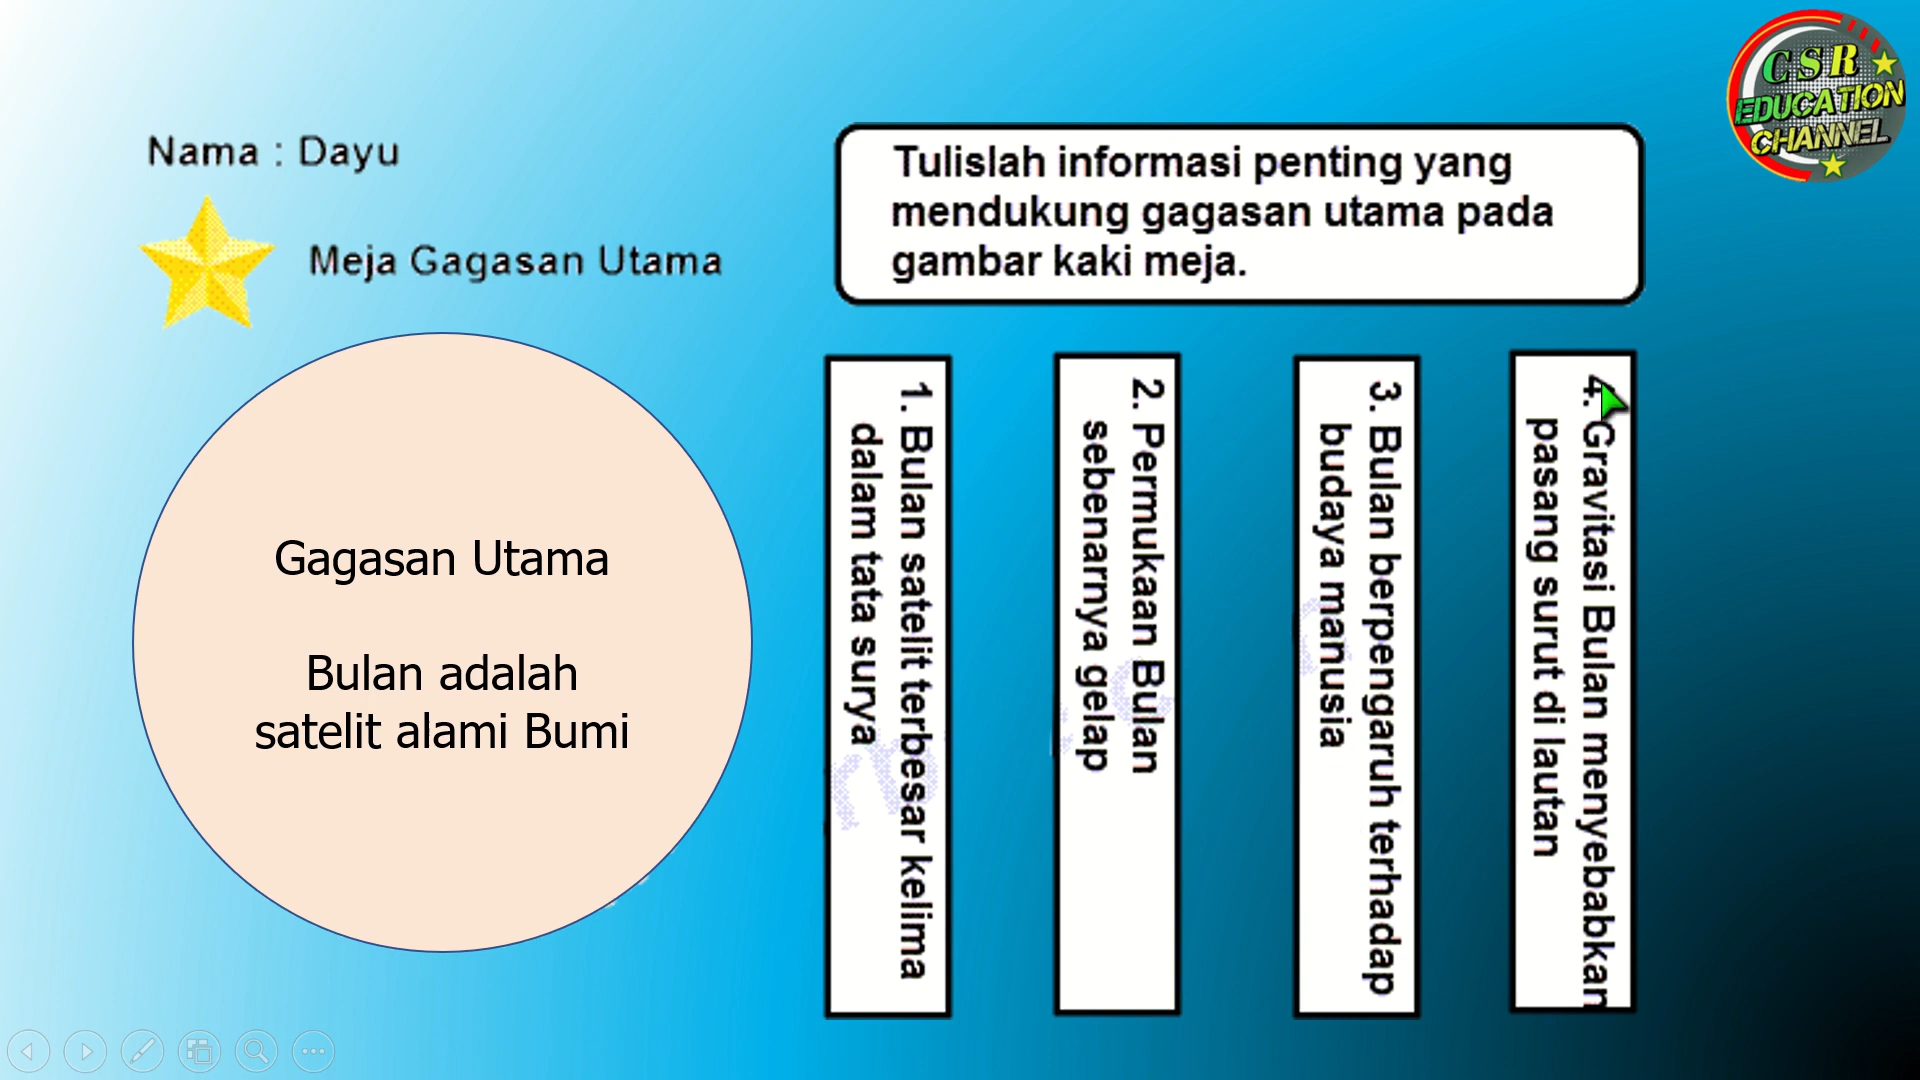 CSR
EDUCATION
CHANNEL
Nama : Dayu
Meja Gagasan Utama
Tulislah informasi penting yang
mendukung gagasan utama pada
gambar kaki meja.
Gagasan Utama
Bulan adalah
satelit alami Bumi
1. Bulan satelit terbesar kelima
dalam tata surya
2. Permukaan Bulan
sebenarnya gelap
3. Bulan berpengaruh terhadap
budaya manusia
4. Gravitasi Bulan menyebabkan
pasang surut di lautan